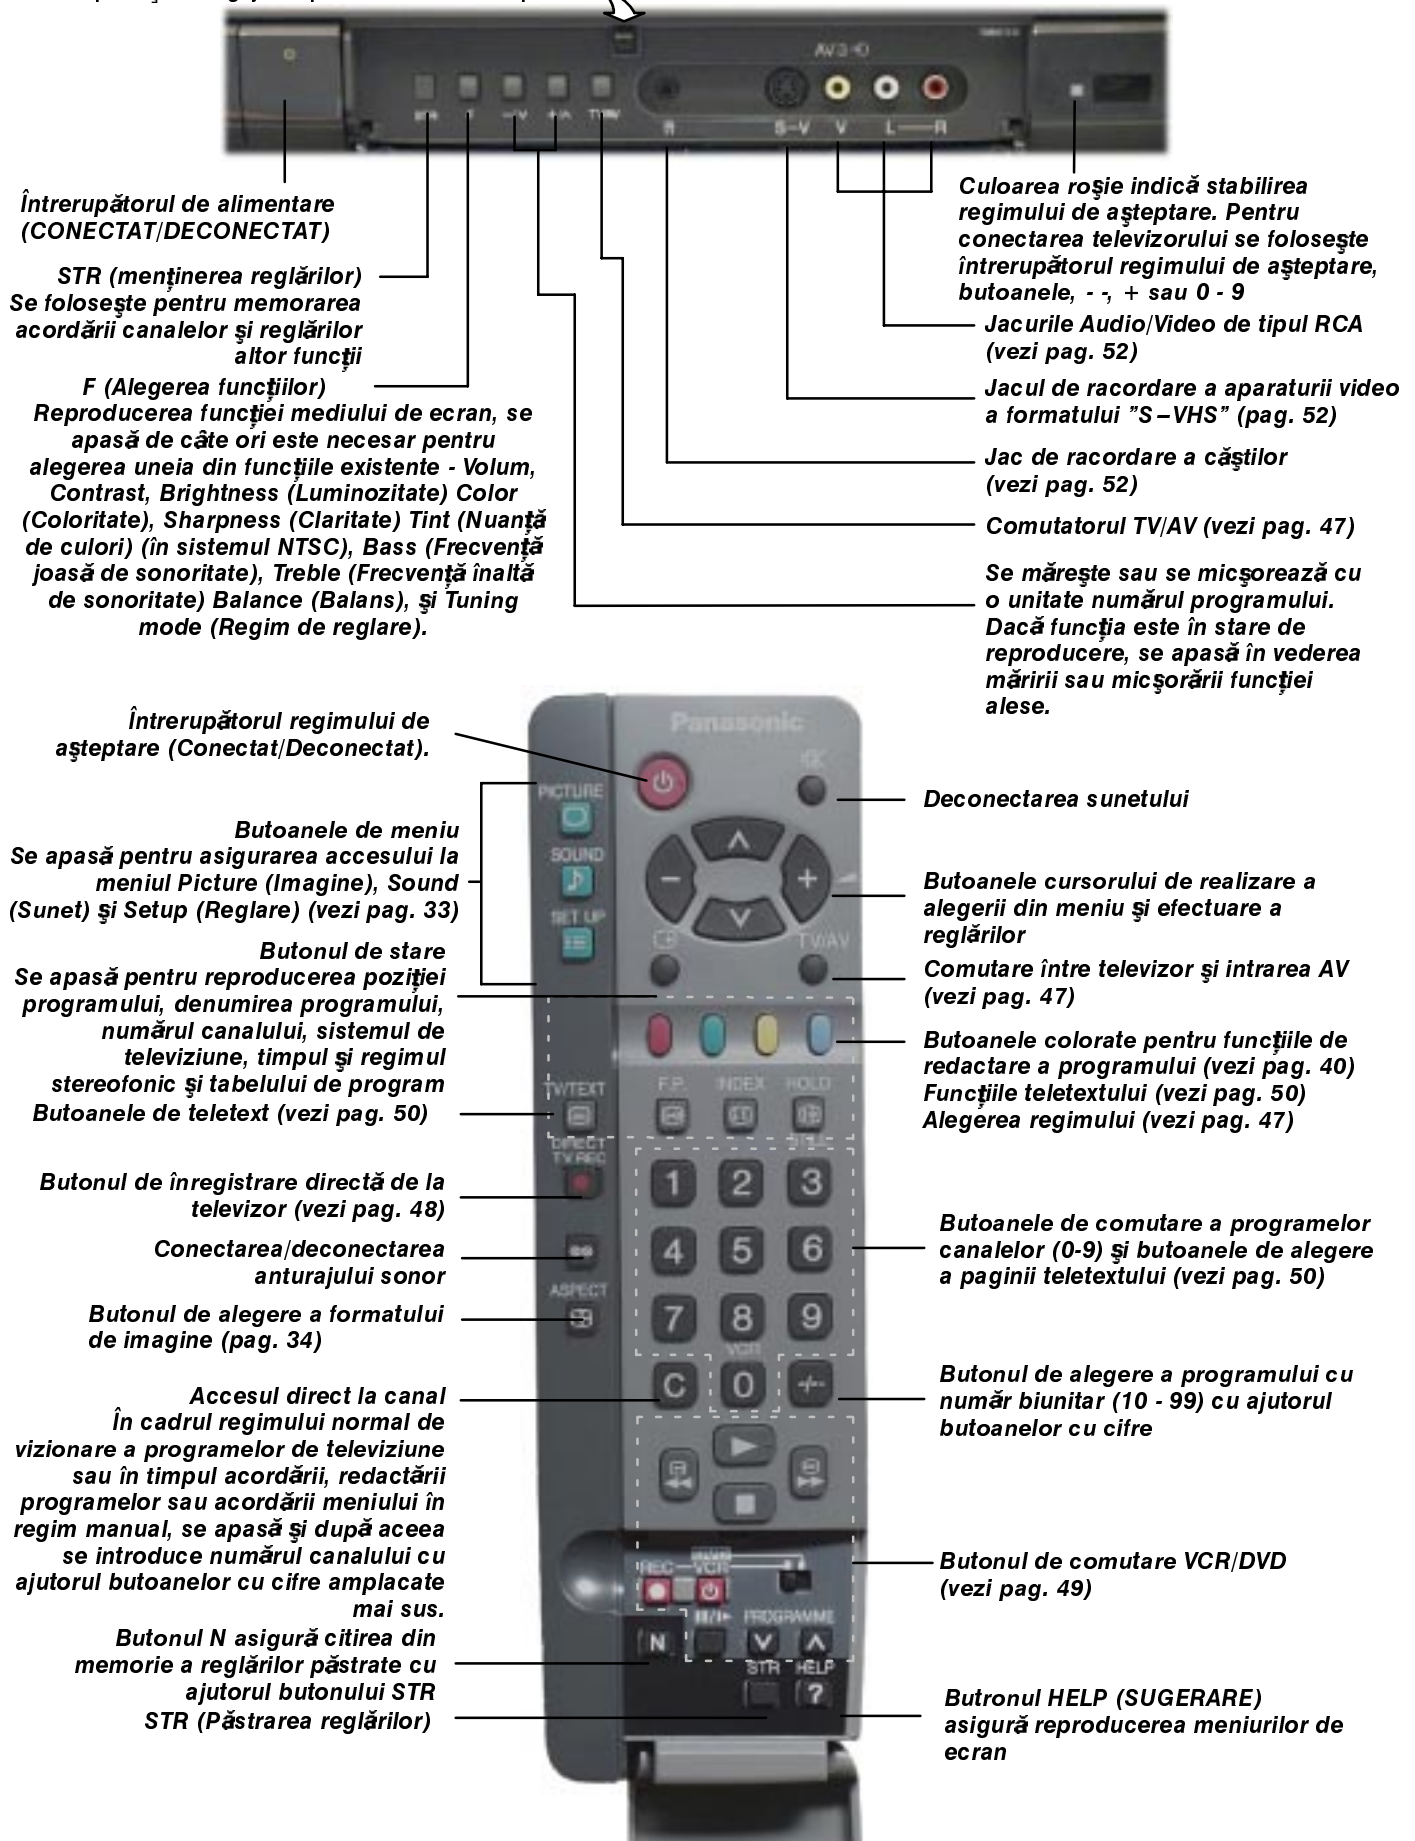 AV3
S-V V L R
Întrerupătorul de alimentare
(CONECTAT/DECONECTAT)
STR (menţinerea reglărilor)
Se foloseşte pentru memorarea
acordării canalelor şi reglărilor
altor funcţii
F (Alegerea funcţiilor)
Reproducerea funcţiei mediului de ecran, se
apasă de câte ori este necesar pentru
alegerea uneia din funcţiile existente - Volum,
Contrast, Brightness (Luminozitate) Color
(Coloritate), Sharpness (Claritate) Tint (Nuanţă
de culori) (în sistemul NTSC), Bass (Frecvenţă
joasă de sonoritate), Treble (Frecvenţă înaltă
de sonoritate) Balance (Balans), şi Tuning
mode (Regim de reglare).
Culoarea roşie indică stabilirea
regimului de aşteptare. Pentru
conectarea televizorului se foloseşte
întrerupătorul regimului de aşteptare,
butoanele, - -, + sau 0 - 9
Jacurile Audio/Video de tipul RCA
(vezi pag. 52)
Jacul de racordare a aparaturii video
a formatului "S–VHS" (pag. 52)
Jac de racordare a căştilor
(vezi pag. 52)
Comutatorul TV/AV (vezi pag. 47)
Se măreşte sau se micşorează cu
o unitate numărul programului.
Dacă funcţia este în stare de
reproducere, se apasă în vederea
măririi sau micşorării funcţiei
alese.
Întrerupătorul regimului de
aşteptare (Conectat/Deconectat).
Butoanele de meniu
Se apasă pentru asigurarea accesului la
meniul Picture (Imagine), Sound
(Sunet) şi Setup (Reglare) (vezi pag. 33)
Butonul de stare
Se apasă pentru reproducerea poziţiei
programului, denumirea programului,
numărul canalului, sistemul de
televiziune, timpul şi regimul
stereofonic şi tabelului de program
Butoanele de teletext (vezi pag. 50)
Butonul de înregistrare directă de la
televizor (vezi pag. 48)
Conectarea/deconectarea
anturajului sonor
Butonul de alegere a formatului
de imagine (pag. 34)
Accesul direct la canal
În cadrul regimului normal de
vizionare a programelor de televiziune
sau în timpul acordării, redactării
programelor sau acordării meniului în
regim manual, se apasă şi după aceea
se introduce numărul canalului cu
ajutorul butoanelor cu cifre amplacate
mai sus.
Butonul N asigură citirea din
memorie a reglărilor păstrate cu
ajutorul butonului STR
STR (Păstrarea reglărilor)
Panasonic
PICTURE
SOUND
SET UP
TV/AV
TV/TEXT F.P. INDEX HOLD
DIRECT
TV REC
1 2 3
4 5 6
ASPECT
7 8 9
VCR
C 0 -/--
REC VCR
PROGRAMME
N
STR HELP
?
Deconectarea sunetului
Butoanele cursorului de realizare a
alegerii din meniu şi efectuare a
reglărilor
Comutare între televizor şi intrarea AV
(vezi pag. 47)
Butoanele colorate pentru funcţiile de
redactare a programului (vezi pag. 40)
Funcţiile teletextului (vezi pag. 50)
Alegerea regimului (vezi pag. 47)
Butoanele de comutare a programelor
canalelor (0-9) şi butoanele de alegere
a paginii teletextului (vezi pag. 50)
Butonul de alegere a programului cu
număr biunitar (10 - 99) cu ajutorul
butoanelor cu cifre
Butonul de comutare VCR/DVD
(vezi pag. 49)
Butronul HELP (SUGERARE)
asigură reproducerea meniurilor de
ecran